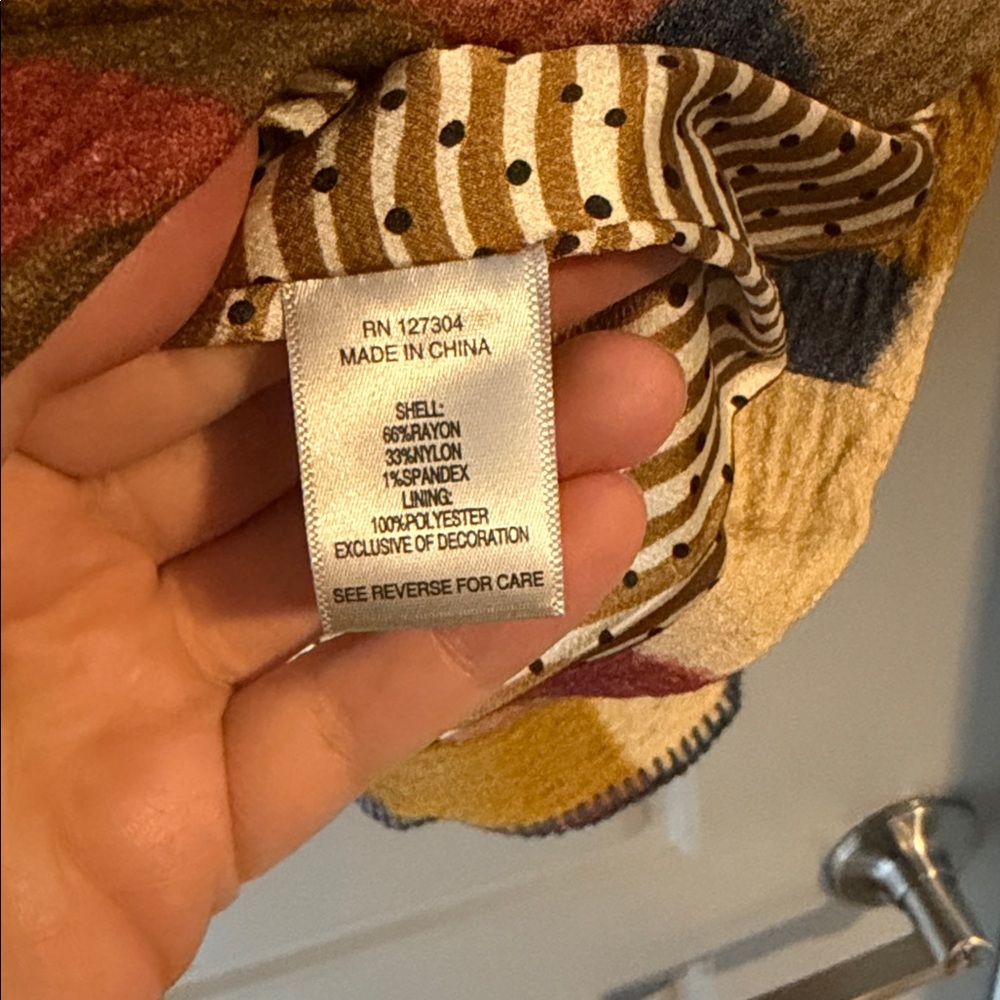 RN 127304
MADE IN CHINA
SHELL:
66%RAYON
33%NYLON
1%SPANDEX
LINING:
100%POLYESTER
EXCLUSIVE OF DECORATION
SEE REVERSE FOR CARE